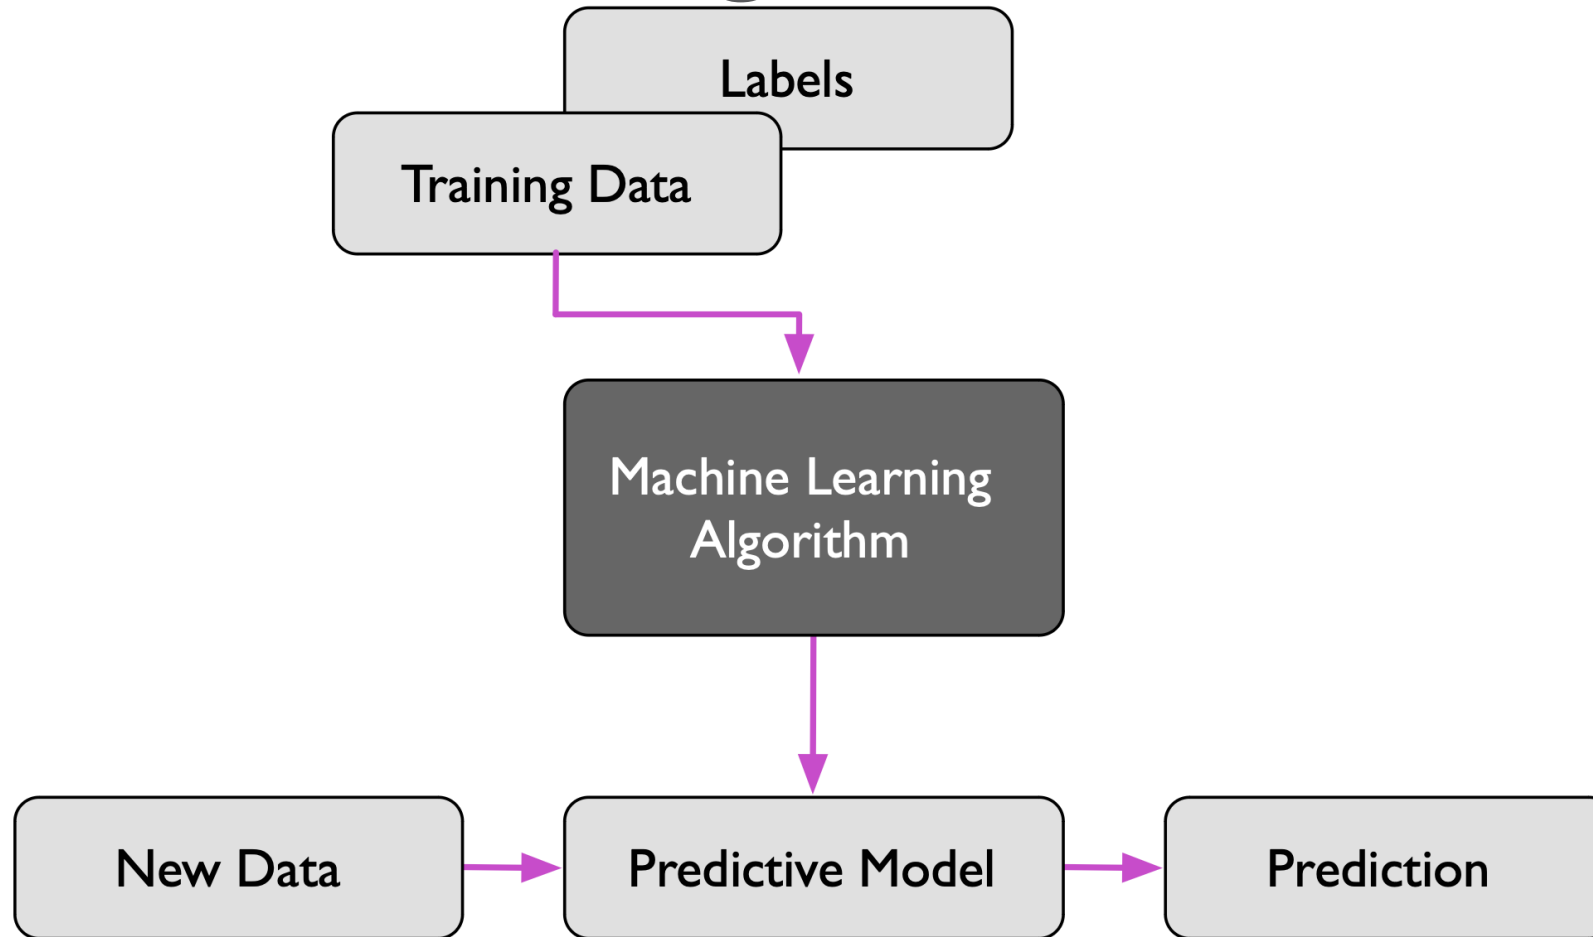 Labels
Training Data
Machine Learning
Algorithm
New Data
Predictive Model
Prediction